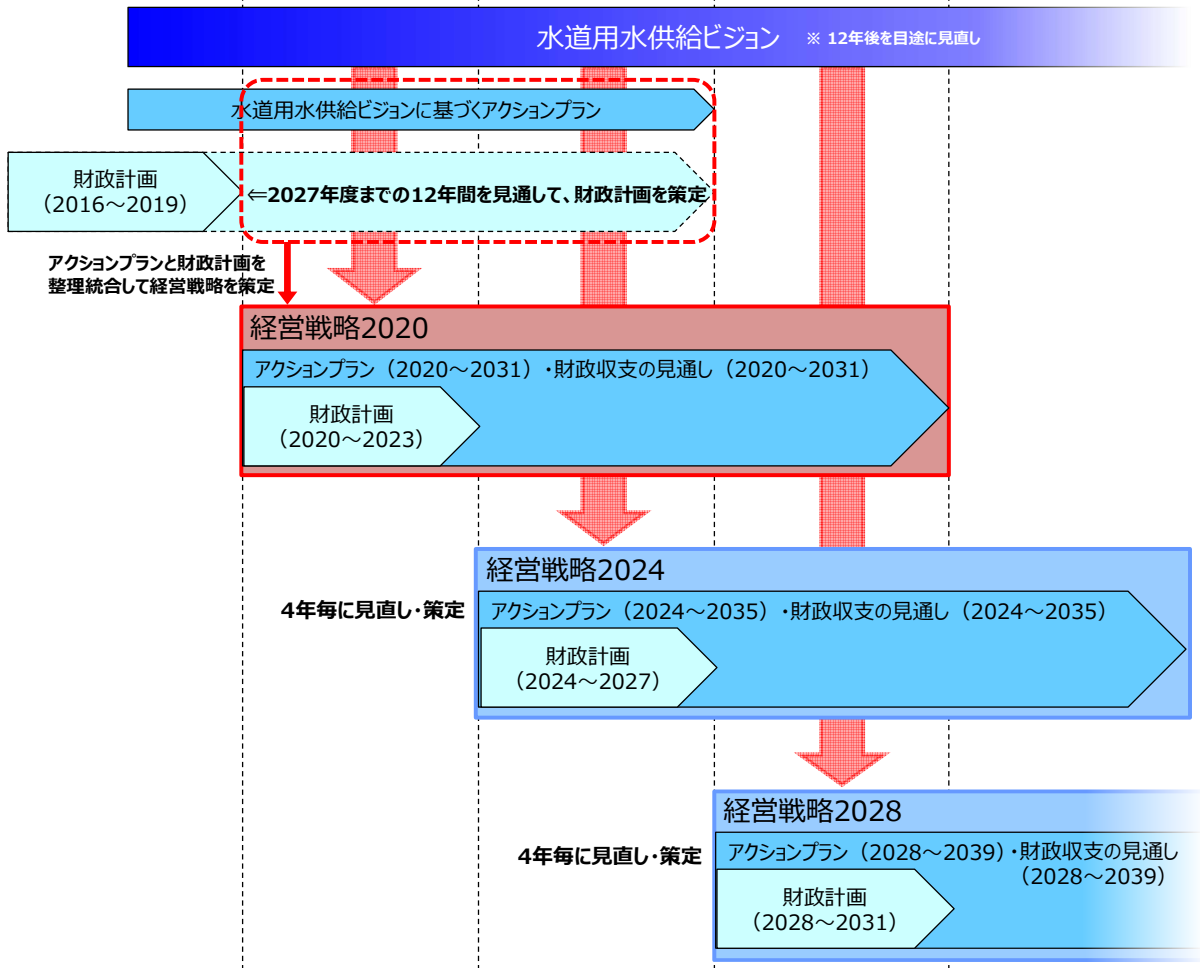 水道用水供給ビジョン ※ 12年後を目途に見直し
水道用水供給ビジョンに基づくアクションプラン
財政計画
（2016～2019）
⇐2027年度までの12年間を見通して、財政計画を策定
アクションプランと財政計画を
整理統合して経営戦略を策定
経営戦略2020
アクションプラン（2020～2031）・財政収支の見通し（2020～2031）
財政計画
（2020～2023）
経営戦略2024
4年毎に見直し・策定
アクションプラン（2024～2035）・財政収支の見通し（2024～2035）
財政計画
（2024～2027）
経営戦略2028
4年毎に見直し・策定
アクションプラン（2028～2039）・財政収支の見通し
（2028～2039）
財政計画
（2028～2031）